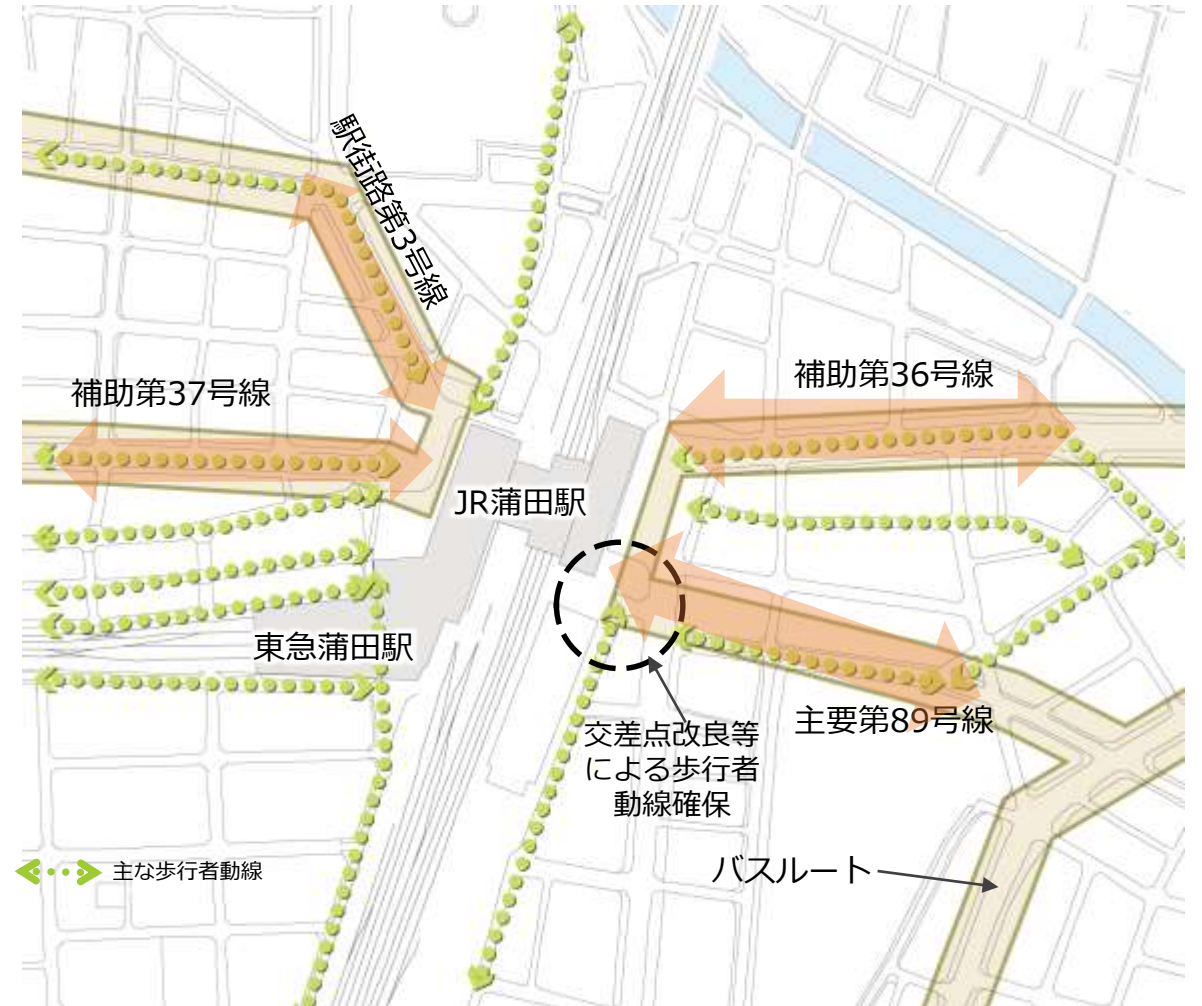 駅街路第3号線
補助第37号線
補助第36号線
JR蒲田駅
東急蒲田駅
主要第89号線
交差点改良等
による歩行者
動線確保
主な歩行者動線
バスルート